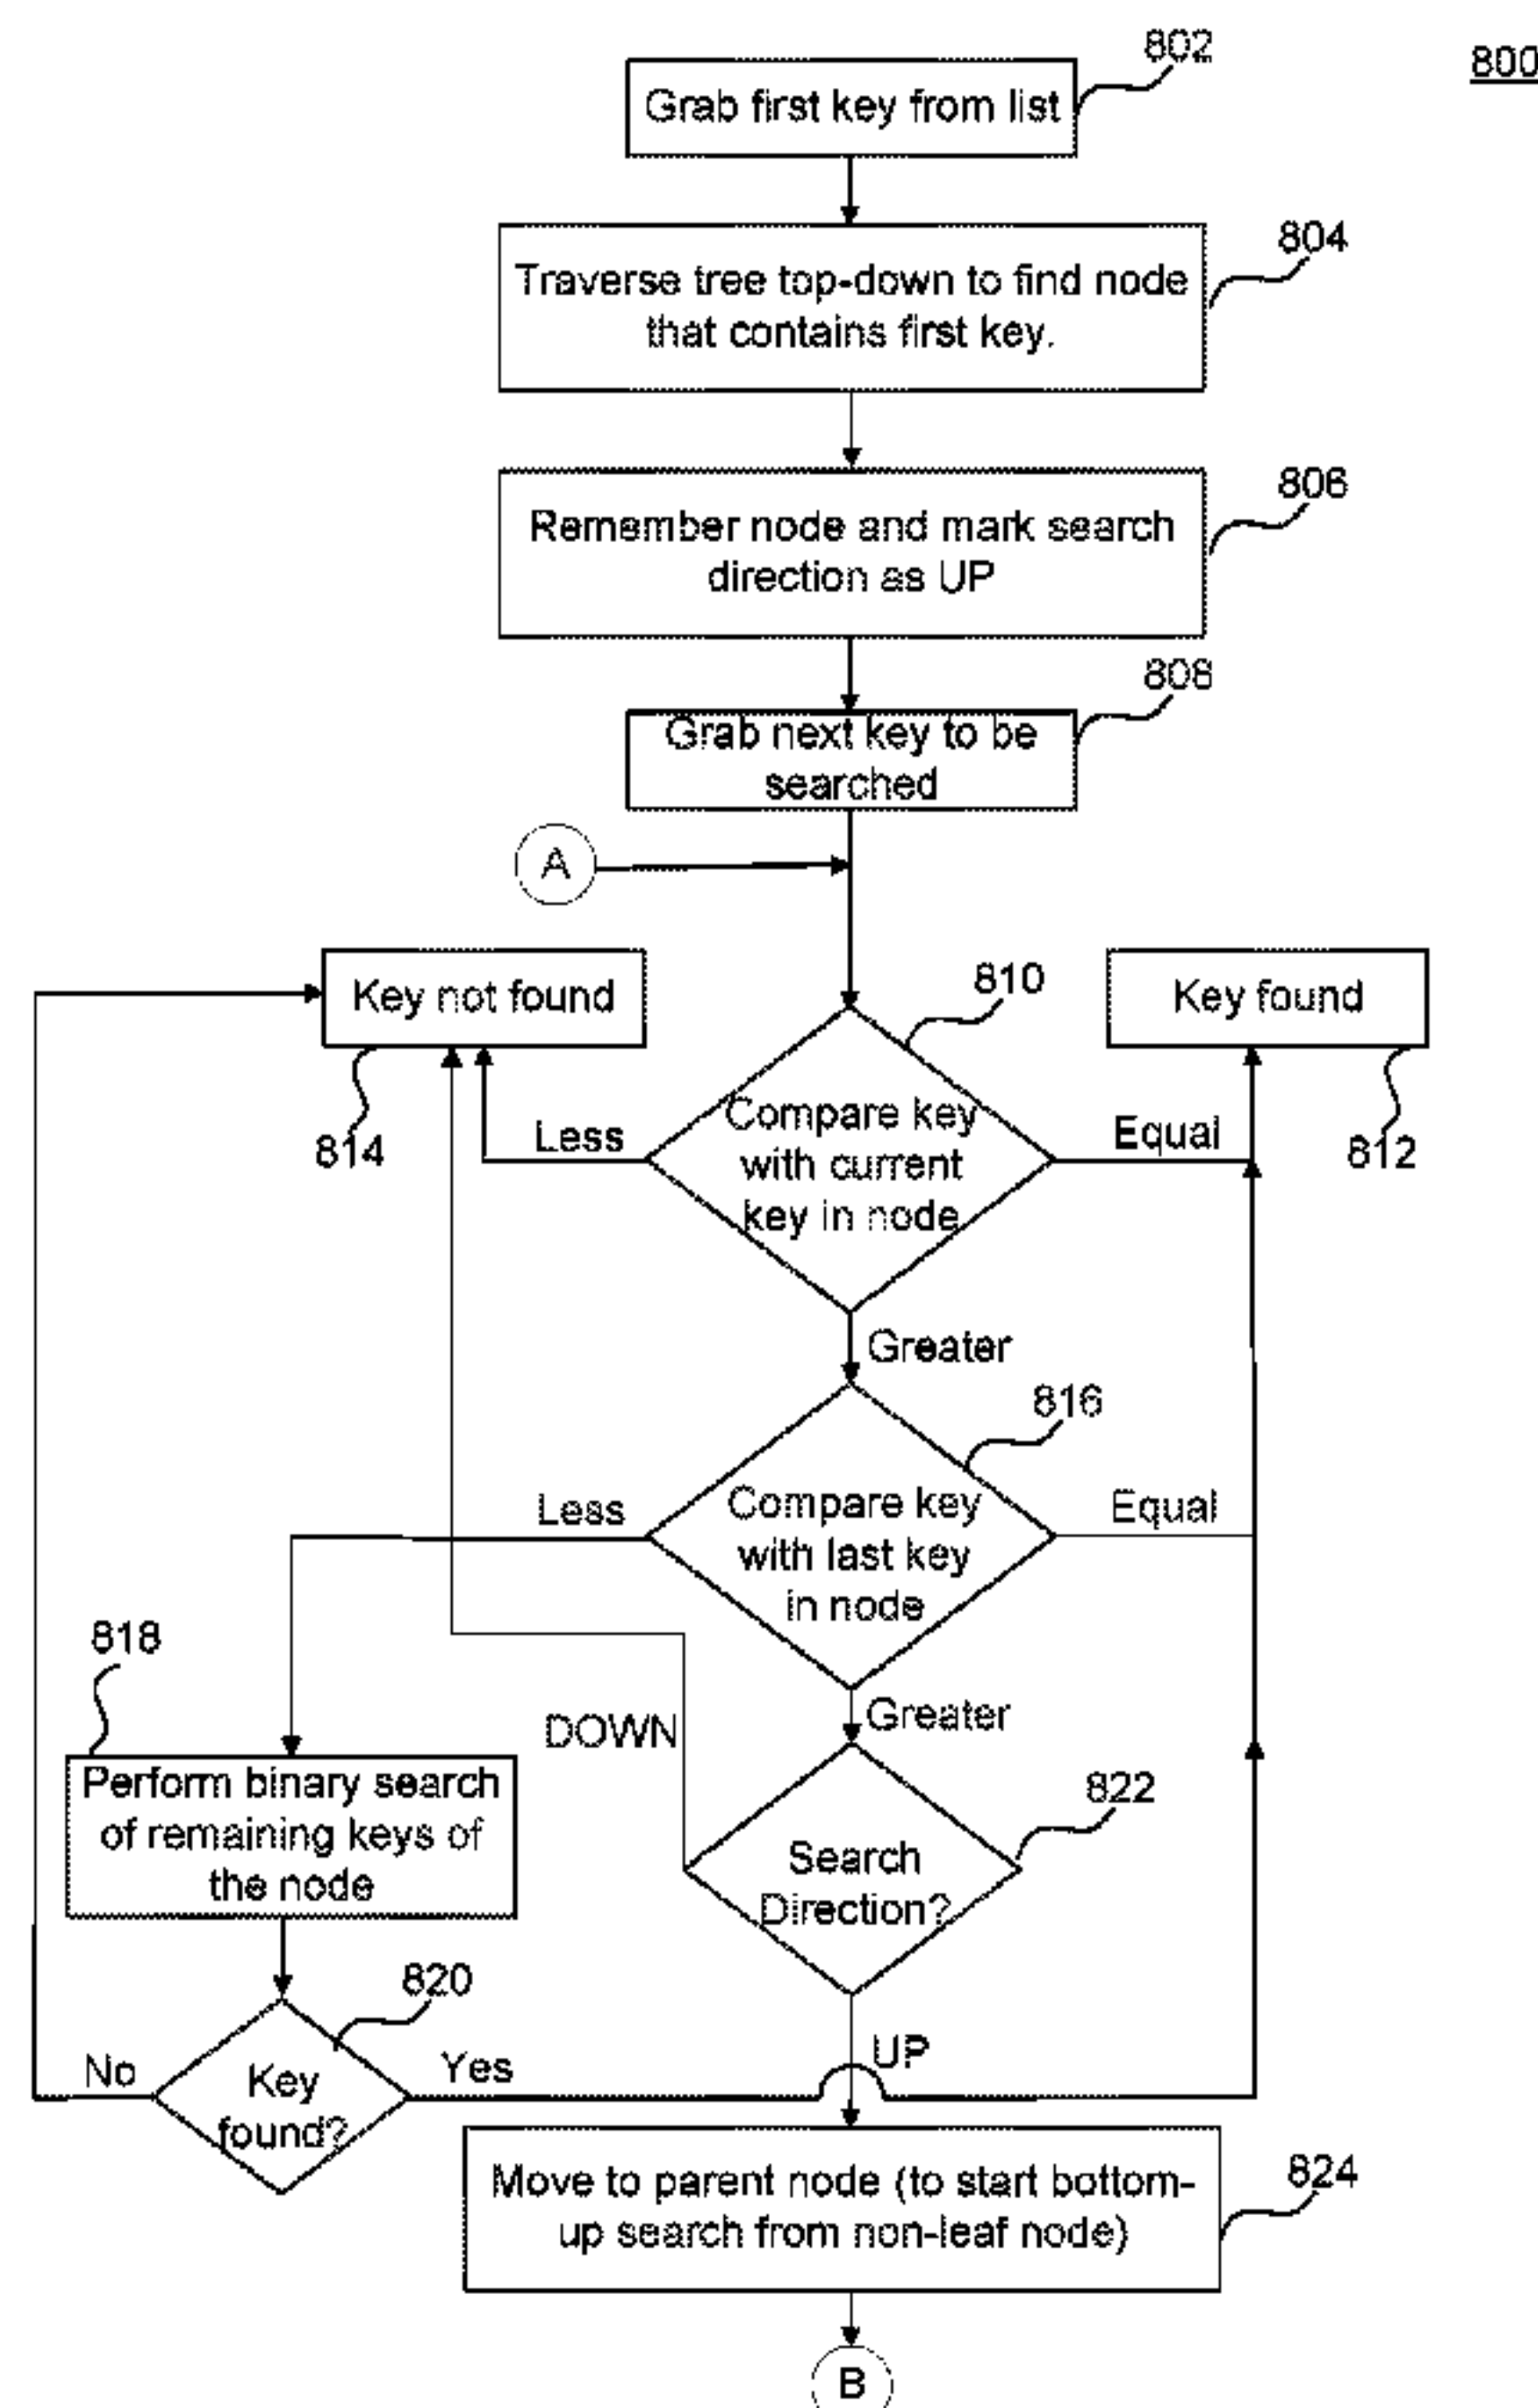 802
800
Grab first key from list
804
Traverse tree top-down to find node
that contains first key.
806
Remember node and mark search
direction as UP
808
Grab next key to be
searched
A
Key not found
810
Key found
814
Less
Compare key
with current
key in node
Equal
812
Greater
816
Less
Compare key
with last key
in node
Equal
818
Greater
DOWN
822
Perform binary search
of remaining keys of
the node
Search
Direction?
820
UP
No
Key
found?
Yes
Move to parent node (to start bottom-
up search from non-leaf node)
824
B